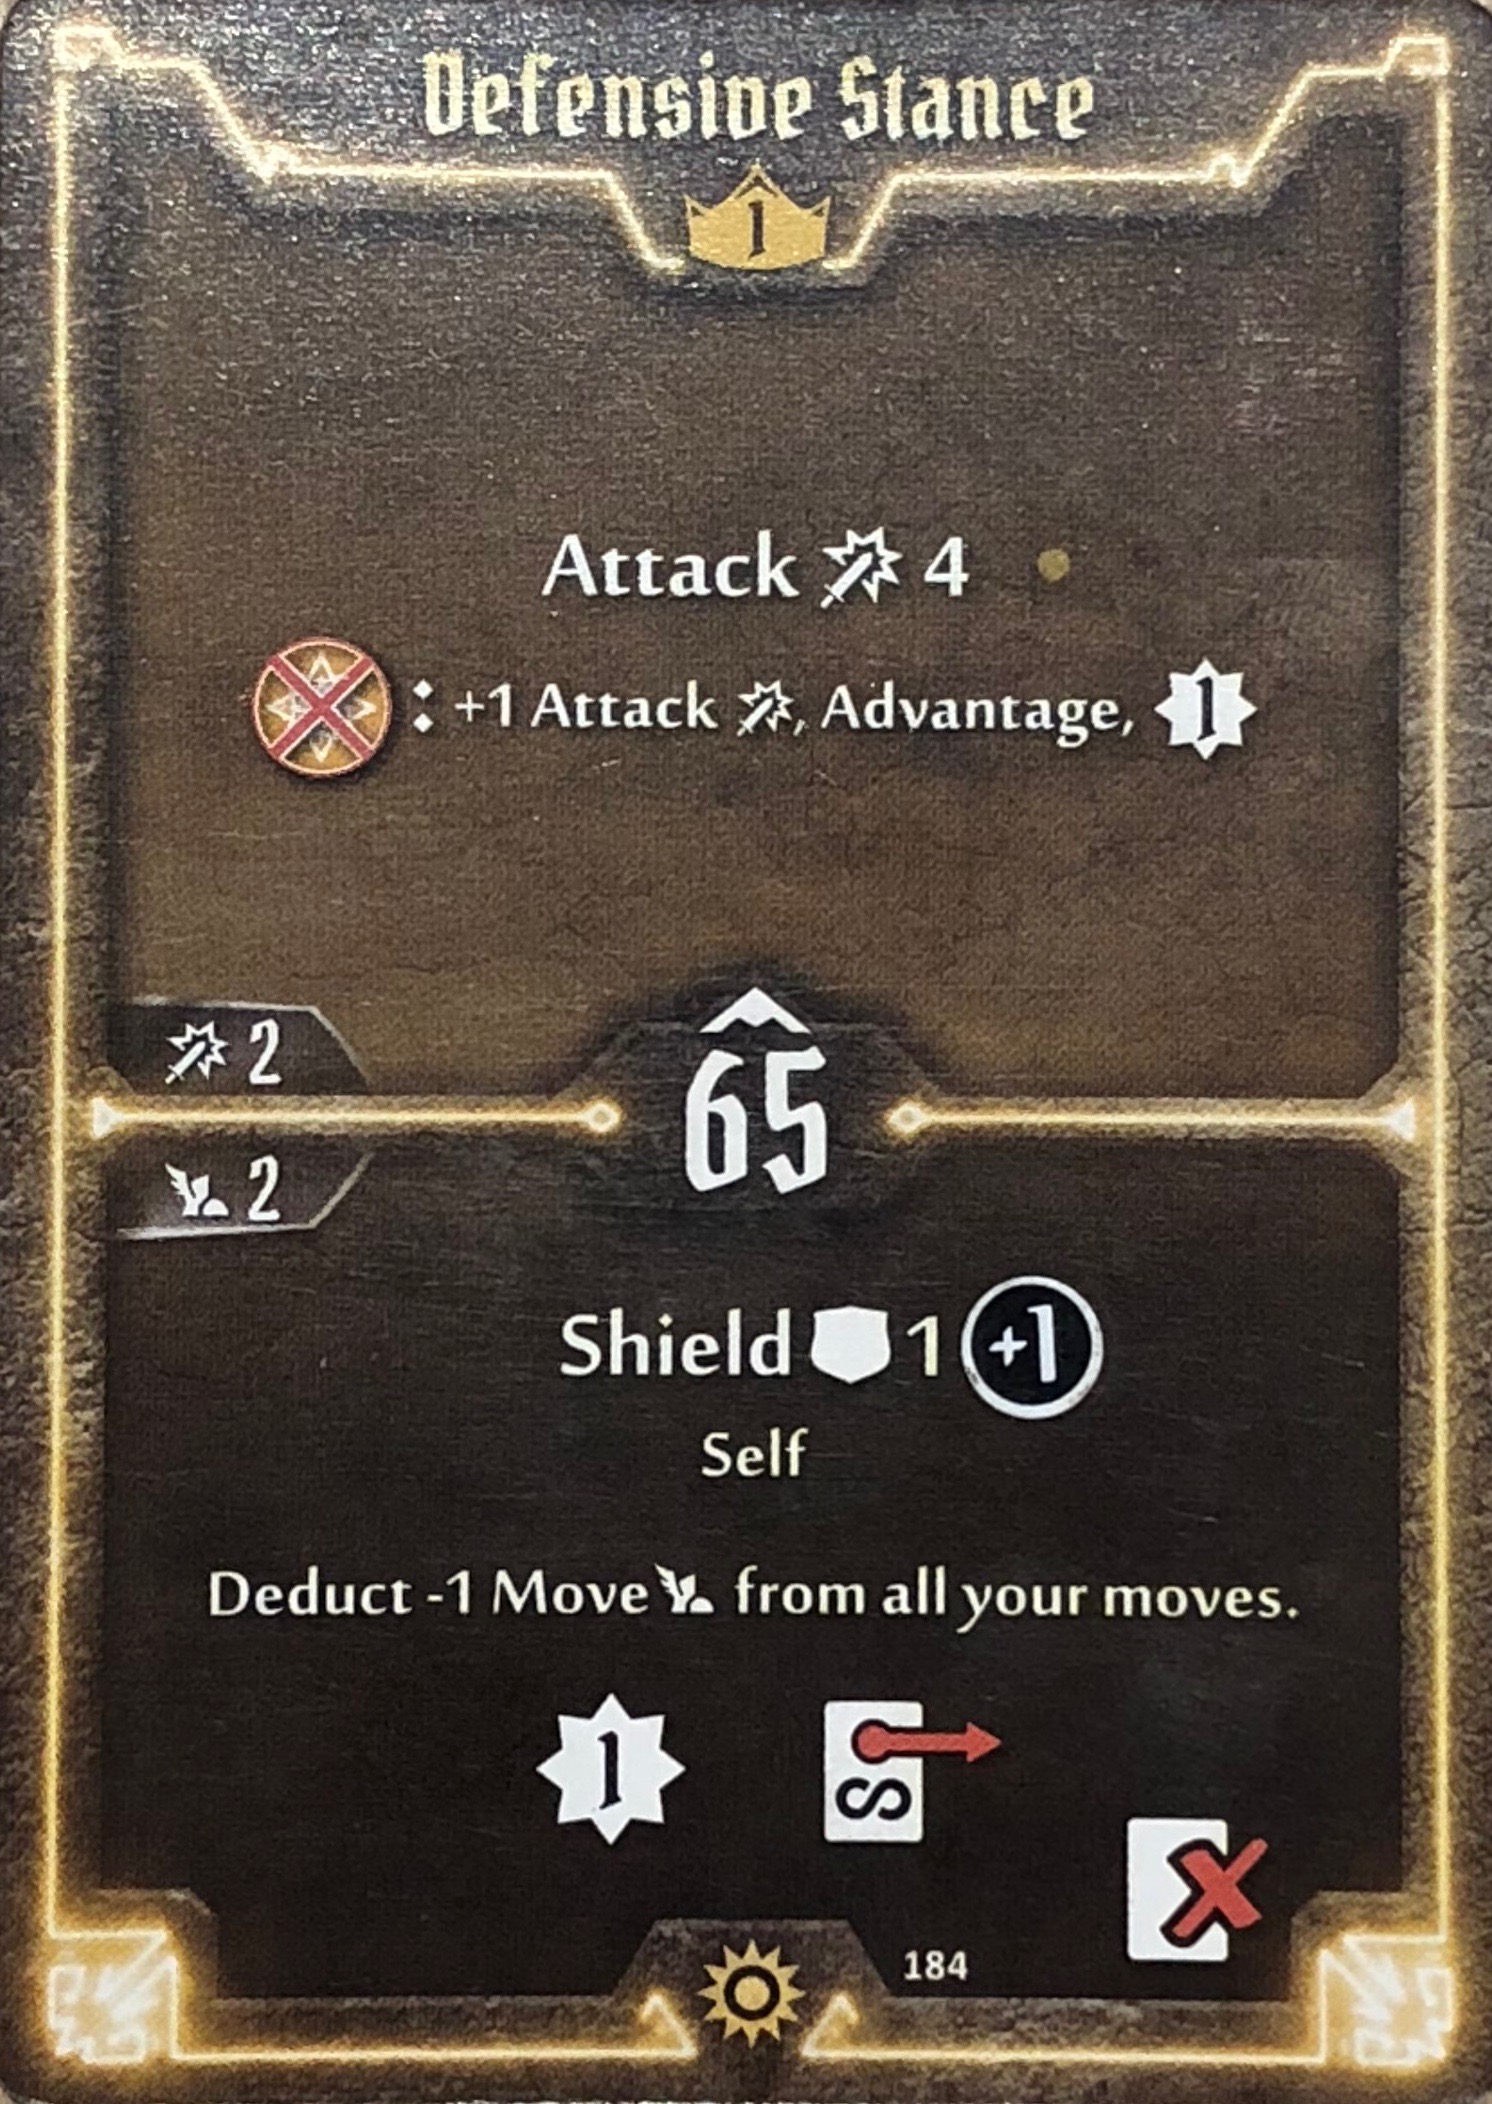 Defensive Stance
1
Attack 4
: +1 Attack , Advantage, 1
2
65
2
Shield 1 +1
Self
Deduct -1 Move from all your moves.
1 S
184